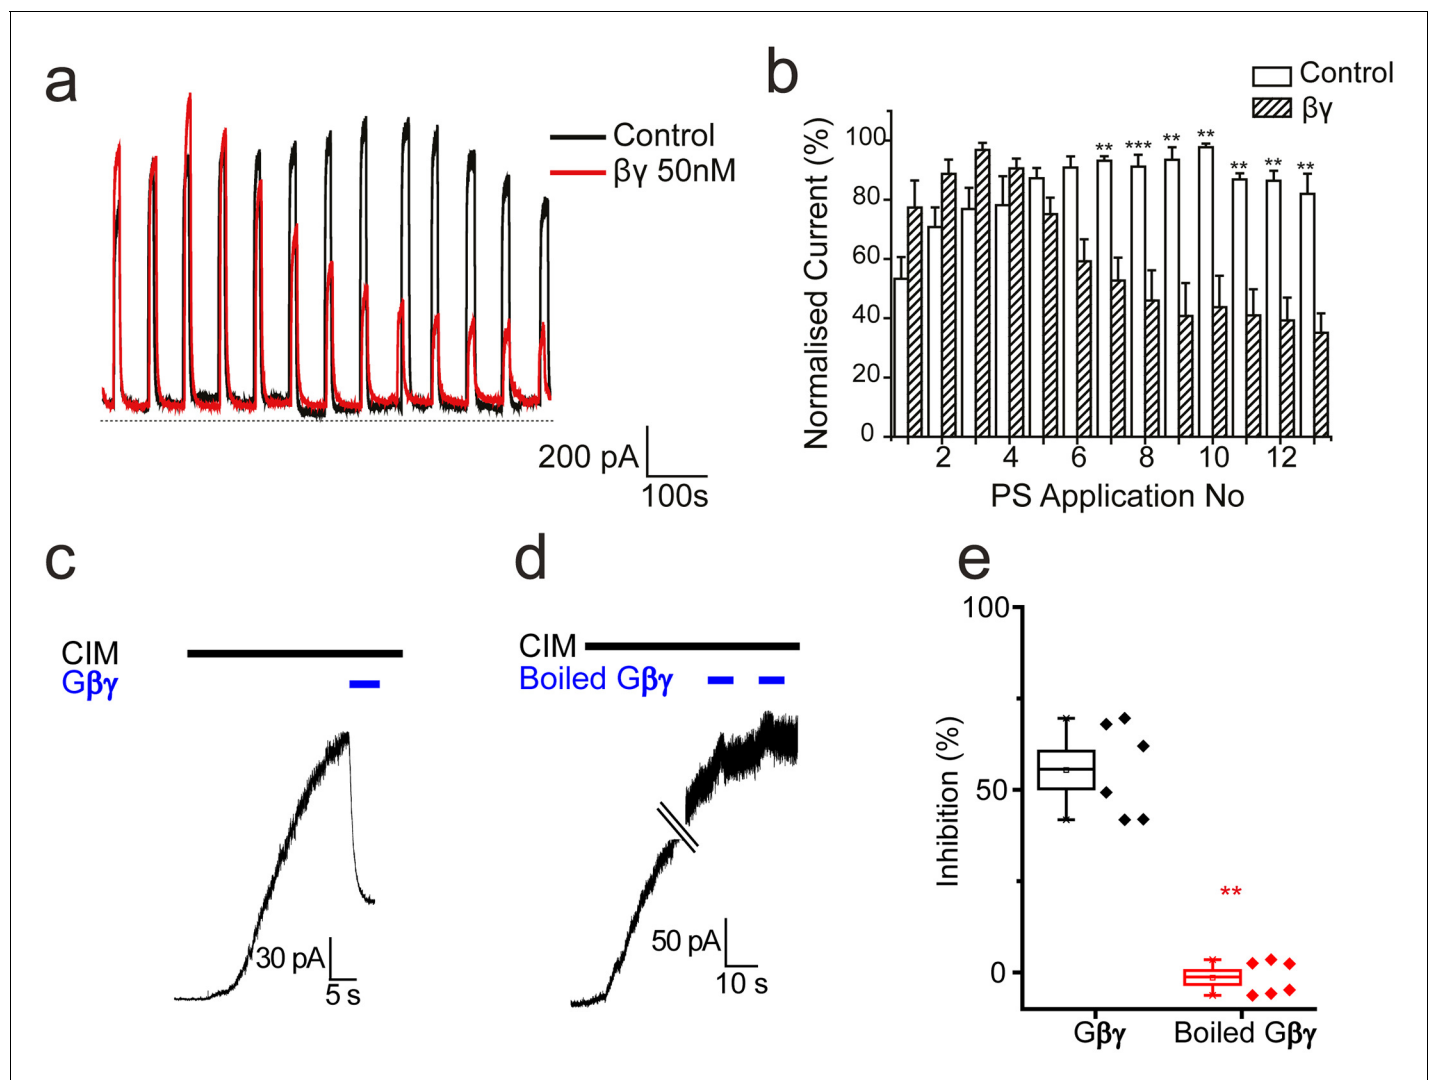 a
Control
βγ 50nM
200 pA
100s
b
Control
βγ
Normalised Current (%)
100
80
60
40
20
0
** *** ** ** ** ** **
2 4 6 8 10 12
PS Application No
c
CIM
Gβγ
30 pA
5 s
d
CIM
Boiled Gβγ
50 pA
10 s
e
Inhibition (%)
100
50
0
**
Gβγ Boiled Gβγ